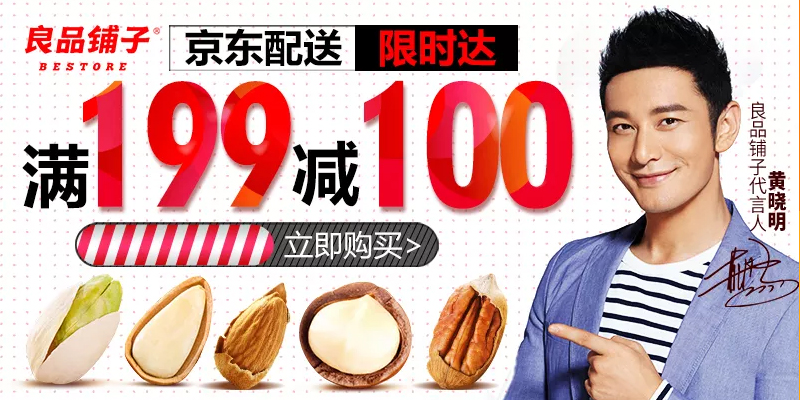 良品铺子®
BESTORE
京东配送 限时达
满199减100
立即购买>
良品铺子代言人
黄晓明